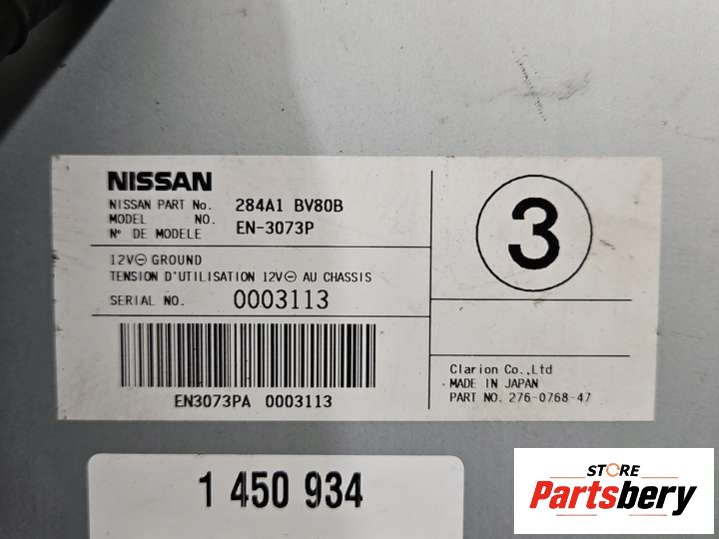 NISSAN
NISSAN PART No. 284A1 BV80B
MODEL NO. EN-3073P
N° DE MODELE
12V⊖ GROUND
TENSION D'UTILISATION 12V⊖ AU CHASSIS
SERIAL NO. 0003113
EN3073PA 0003113
3
Clarion Co.,Ltd
MADE IN JAPAN
PART NO. 276-0768-47
1 450 934
STORE
Partsbery